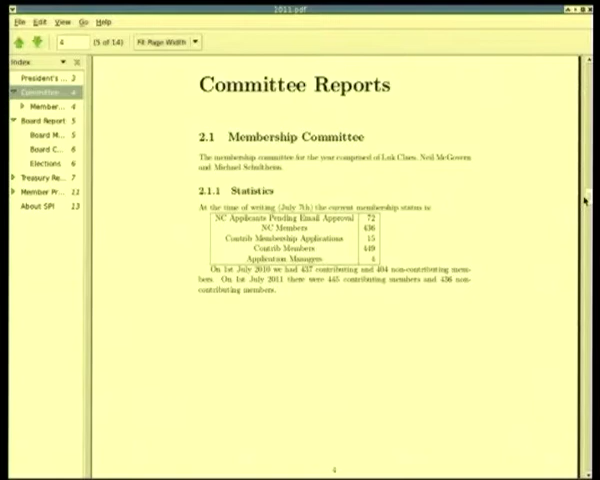 2011.pdf
File Edit View Go Help
4 (5 of 14) Fit Page Width
Index
President's ... 3
Committee ... 4
Member... 4
Board Report 5
Board M... 5
Board C... 6
Elections 6
Treasury Re... 7
Member Pr... 11
About SPI 13
Committee Reports
2.1 Membership Committee
The membership committee for the year comprised of Luk Claes, Neil McGovern
and Michael Schultheiss.
2.1.1 Statistics
At the time of writing (July 7th) the current membership status is:
NC Applicants Pending Email Approval 72
NC Members 436
Contrib Membership Applications 15
Contrib Members 449
Application Managers 4
On 1st July 2010 we had 437 contributing and 404 non-contributing mem-
bers. On 1st July 2011 there were 445 contributing members and 436 non-
contributing members.
4